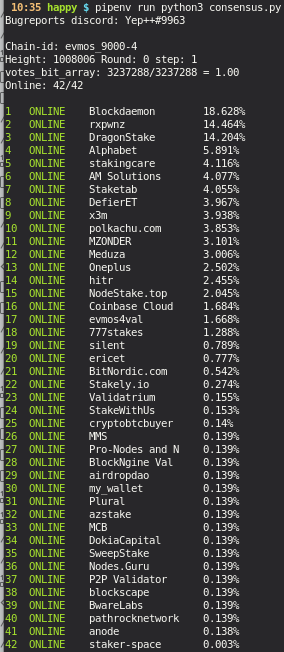 10:35 happy $ pipenv run python3 consensus.py
Bugreports discord: Yep++#9963
Chain-id: evmos_9000-4
Height: 1008006 Round: 0 step: 1
votes_bit_array: 3237288/3237288 = 1.00
Online: 42/42
1 ONLINE Blockdaemon 18.628%
2 ONLINE rxpwnz 14.464%
3 ONLINE DragonStake 14.204%
4 ONLINE Alphabet 5.891%
5 ONLINE stakingcare 4.116%
6 ONLINE AM Solutions 4.077%
7 ONLINE Staketab 4.055%
8 ONLINE DefierET 3.967%
9 ONLINE x3m 3.938%
10 ONLINE polkachu.com 3.853%
11 ONLINE MZONDER 3.101%
12 ONLINE Meduza 3.006%
13 ONLINE Oneplus 2.502%
14 ONLINE hitr 2.455%
15 ONLINE NodeStake.top 2.045%
16 ONLINE Coinbase Cloud 1.684%
17 ONLINE evmos4val 1.668%
18 ONLINE 777stakes 1.288%
19 ONLINE silent 0.789%
20 ONLINE ericet 0.777%
21 ONLINE BitNordic.com 0.542%
22 ONLINE Stakely.io 0.274%
23 ONLINE Validatrium 0.155%
24 ONLINE StakeWithUs 0.153%
25 ONLINE cryptobtcbuyer 0.14%
26 ONLINE MMS 0.139%
27 ONLINE Pro-Nodes and N 0.139%
28 ONLINE BlockNgine Val 0.139%
29 ONLINE airdropdao 0.139%
30 ONLINE my_wallet 0.139%
31 ONLINE Plural 0.139%
32 ONLINE azstake 0.139%
33 ONLINE MCB 0.139%
34 ONLINE DokiaCapital 0.139%
35 ONLINE SweepStake 0.139%
36 ONLINE Nodes.Guru 0.139%
37 ONLINE P2P Validator 0.139%
38 ONLINE blockscape 0.139%
39 ONLINE BwareLabs 0.139%
40 ONLINE pathrocknetwork 0.139%
41 ONLINE anode 0.138%
42 ONLINE staker-space 0.003%